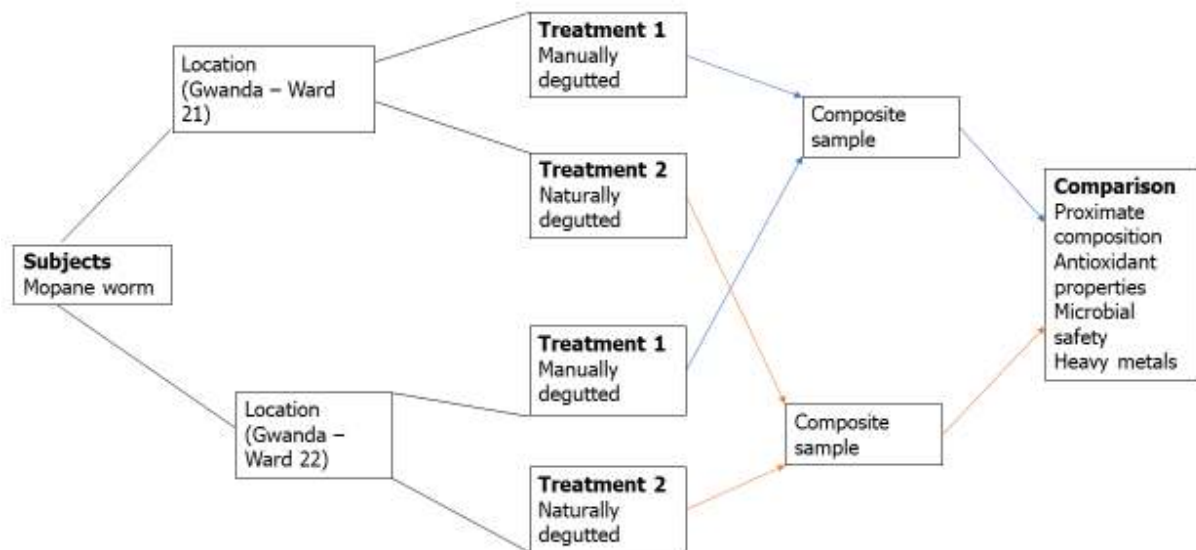 Subjects
Mopane worm
Location
(Gwanda – Ward
21)
Location
(Gwanda –
Ward 22)
Treatment 1
Manually
degutted
Treatment 2
Naturally
degutted
Treatment 1
Manually
degutted
Treatment 2
Naturally
degutted
Composite
sample
Composite
sample
Comparison
Proximate
composition
Antioxidant
properties
Microbial
safety
Heavy metals